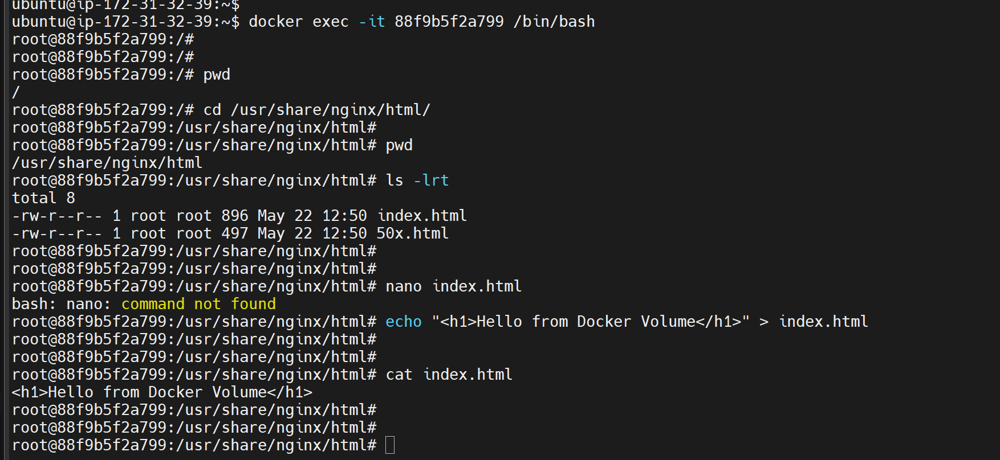 ubuntu@ip-172-31-32-39:~$
ubuntu@ip-172-31-32-39:~$ docker exec -it 88f9b5f2a799 /bin/bash
root@88f9b5f2a799:/#
root@88f9b5f2a799:/#
root@88f9b5f2a799:/# pwd
/
root@88f9b5f2a799:/# cd /usr/share/nginx/html/
root@88f9b5f2a799:/usr/share/nginx/html#
root@88f9b5f2a799:/usr/share/nginx/html# pwd
/usr/share/nginx/html
root@88f9b5f2a799:/usr/share/nginx/html# ls -lrt
total 8
-rw-r--r-- 1 root root 896 May 22 12:50 index.html
-rw-r--r-- 1 root root 497 May 22 12:50 50x.html
root@88f9b5f2a799:/usr/share/nginx/html#
root@88f9b5f2a799:/usr/share/nginx/html#
root@88f9b5f2a799:/usr/share/nginx/html# nano index.html
bash: nano: command not found
root@88f9b5f2a799:/usr/share/nginx/html# echo "<h1>Hello from Docker Volume</h1>" > index.html
root@88f9b5f2a799:/usr/share/nginx/html#
root@88f9b5f2a799:/usr/share/nginx/html#
root@88f9b5f2a799:/usr/share/nginx/html# cat index.html
<h1>Hello from Docker Volume</h1>
root@88f9b5f2a799:/usr/share/nginx/html#
root@88f9b5f2a799:/usr/share/nginx/html#
root@88f9b5f2a799:/usr/share/nginx/html#